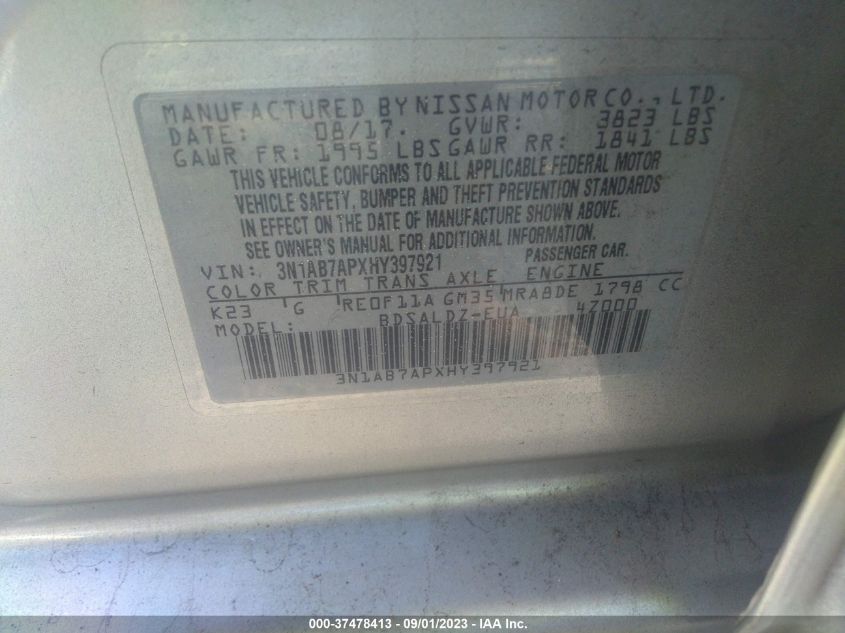 MANUFACTURED BY NISSAN MOTOR CO., LTD.
DATE: 08/17. GVWR: 3823 LBS
GAWR FR: 1995 LBS GAWR RR: 1841 LBS
THIS VEHICLE CONFORMS TO ALL APPLICABLE FEDERAL MOTOR
VEHICLE SAFETY, BUMPER AND THEFT PREVENTION STANDARDS
IN EFFECT ON THE DATE OF MANUFACTURE SHOWN ABOVE.
SEE OWNER'S MANUAL FOR ADDITIONAL INFORMATION.
VIN: 3N1AB7APXHY397921 PASSENGER CAR.
COLOR TRIM TRANS AXLE ENGINE
K23 G RE0F11A GM35 MRA8DE 1798 CC
MODEL: BDSALDZ-EUA 4Z000
3N1AB7APXHY397921
000-37478413 - 09/01/2023 - IAA Inc.